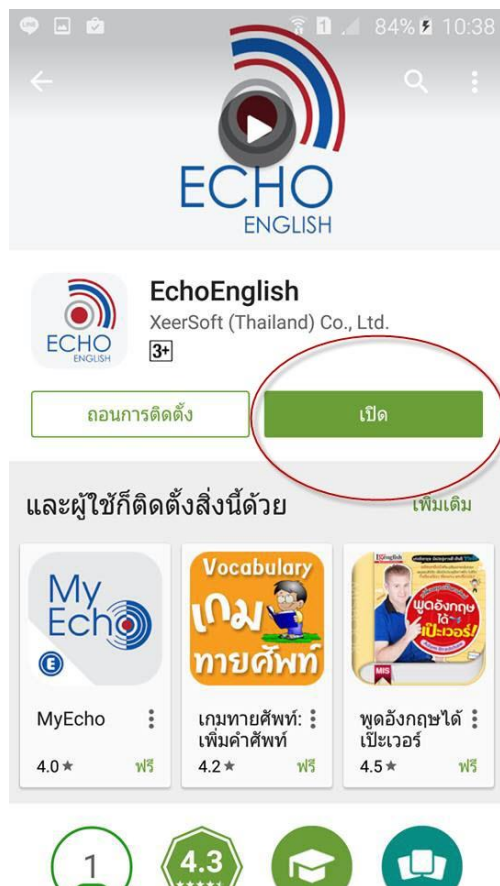 LINE 1 84% 10:38
ECHO
ENGLISH
ECHO
ENGLISH
EchoEnglish
XeerSoft (Thailand) Co., Ltd.
3+
ถอนการติดตั้ง เปิด
และผู้ใช้ก็ติดตั้งสิ่งนี้ด้วย เพิ่มเติม
My
Echo
E
Vocabulary
เกม
ทายศัพท์
English
พูดอังกฤษ
ได้
เป๊ะเวอร์!
MIS
MyEcho
4.0★ ฟรี
เกมทายศัพท์:
เพิ่มคำศัพท์
4.2★ ฟรี
พูดอังกฤษได้
เป๊ะเวอร์
4.5★ ฟรี
1 4.3